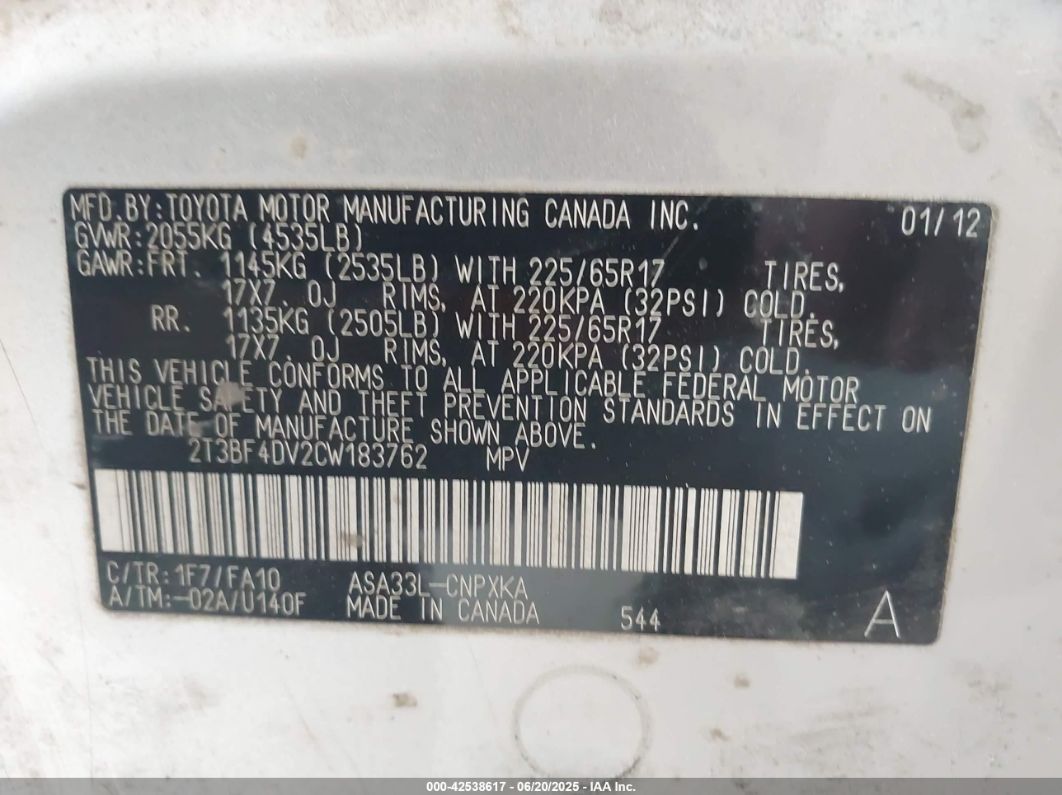 MFD.BY:TOYOTA MOTOR MANUFACTURING CANADA INC. 01/12
GVWR:2055KG (4535LB)
GAWR:FRT. 1145KG (2535LB) WITH 225/65R17 TIRES,
17X7.0J RIMS, AT 220KPA (32PSI) COLD.
RR. 1135KG (2505LB) WITH 225/65R17 TIRES,
17X7.0J RIMS, AT 220KPA (32PSI) COLD.
THIS VEHICLE CONFORMS TO ALL APPLICABLE FEDERAL MOTOR
VEHICLE SAFETY AND THEFT PREVENTION STANDARDS IN EFFECT ON
THE DATE OF MANUFACTURE SHOWN ABOVE.
2T3BF4DV2CW183762 MPV
C/TR:1F7/FA10 ASA33L-CNPXKA
A/TM:-02A/U140F MADE IN CANADA 544 A
000-42538617 - 06/20/2025 - IAA Inc.